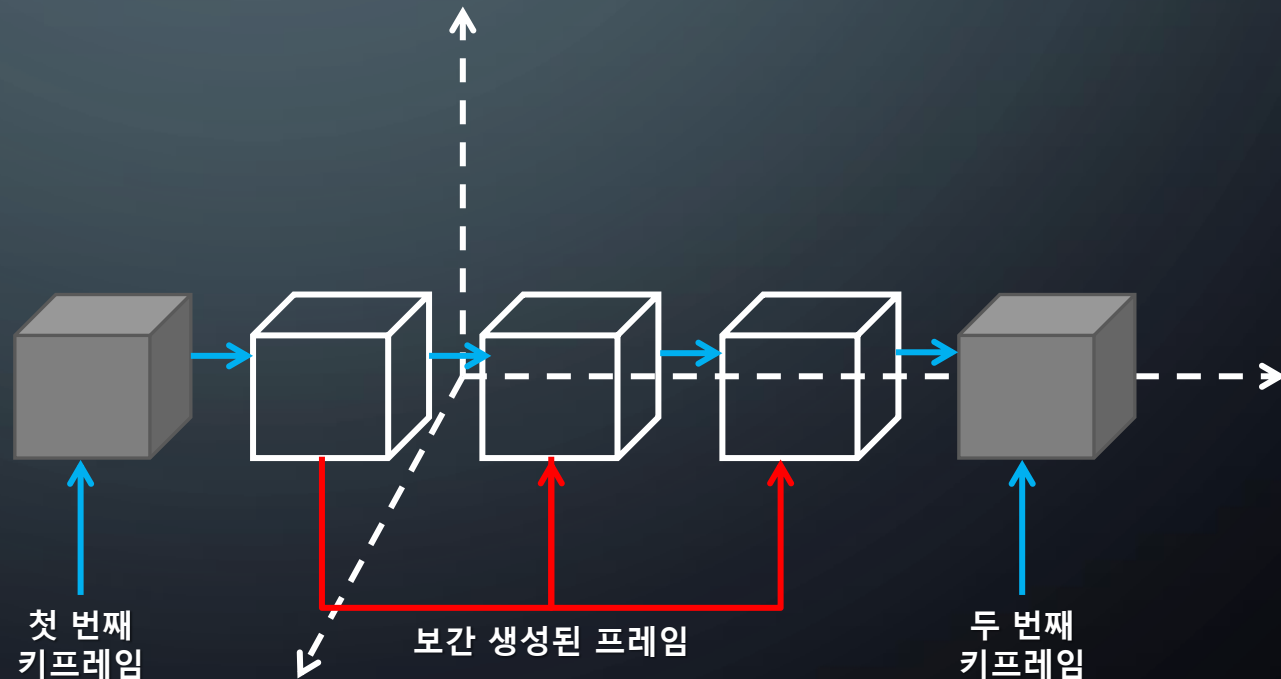 첫 번째
키프레임
보간 생성된 프레임
두 번째
키프레임